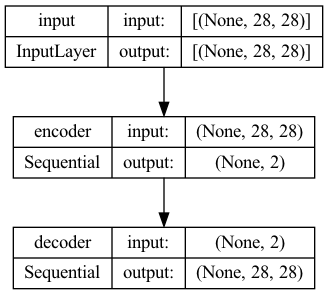 input input: [(None, 28, 28)]
InputLayer output: [(None, 28, 28)]
encoder input: (None, 28, 28)
Sequential output: (None, 2)
decoder input: (None, 2)
Sequential output: (None, 28, 28)